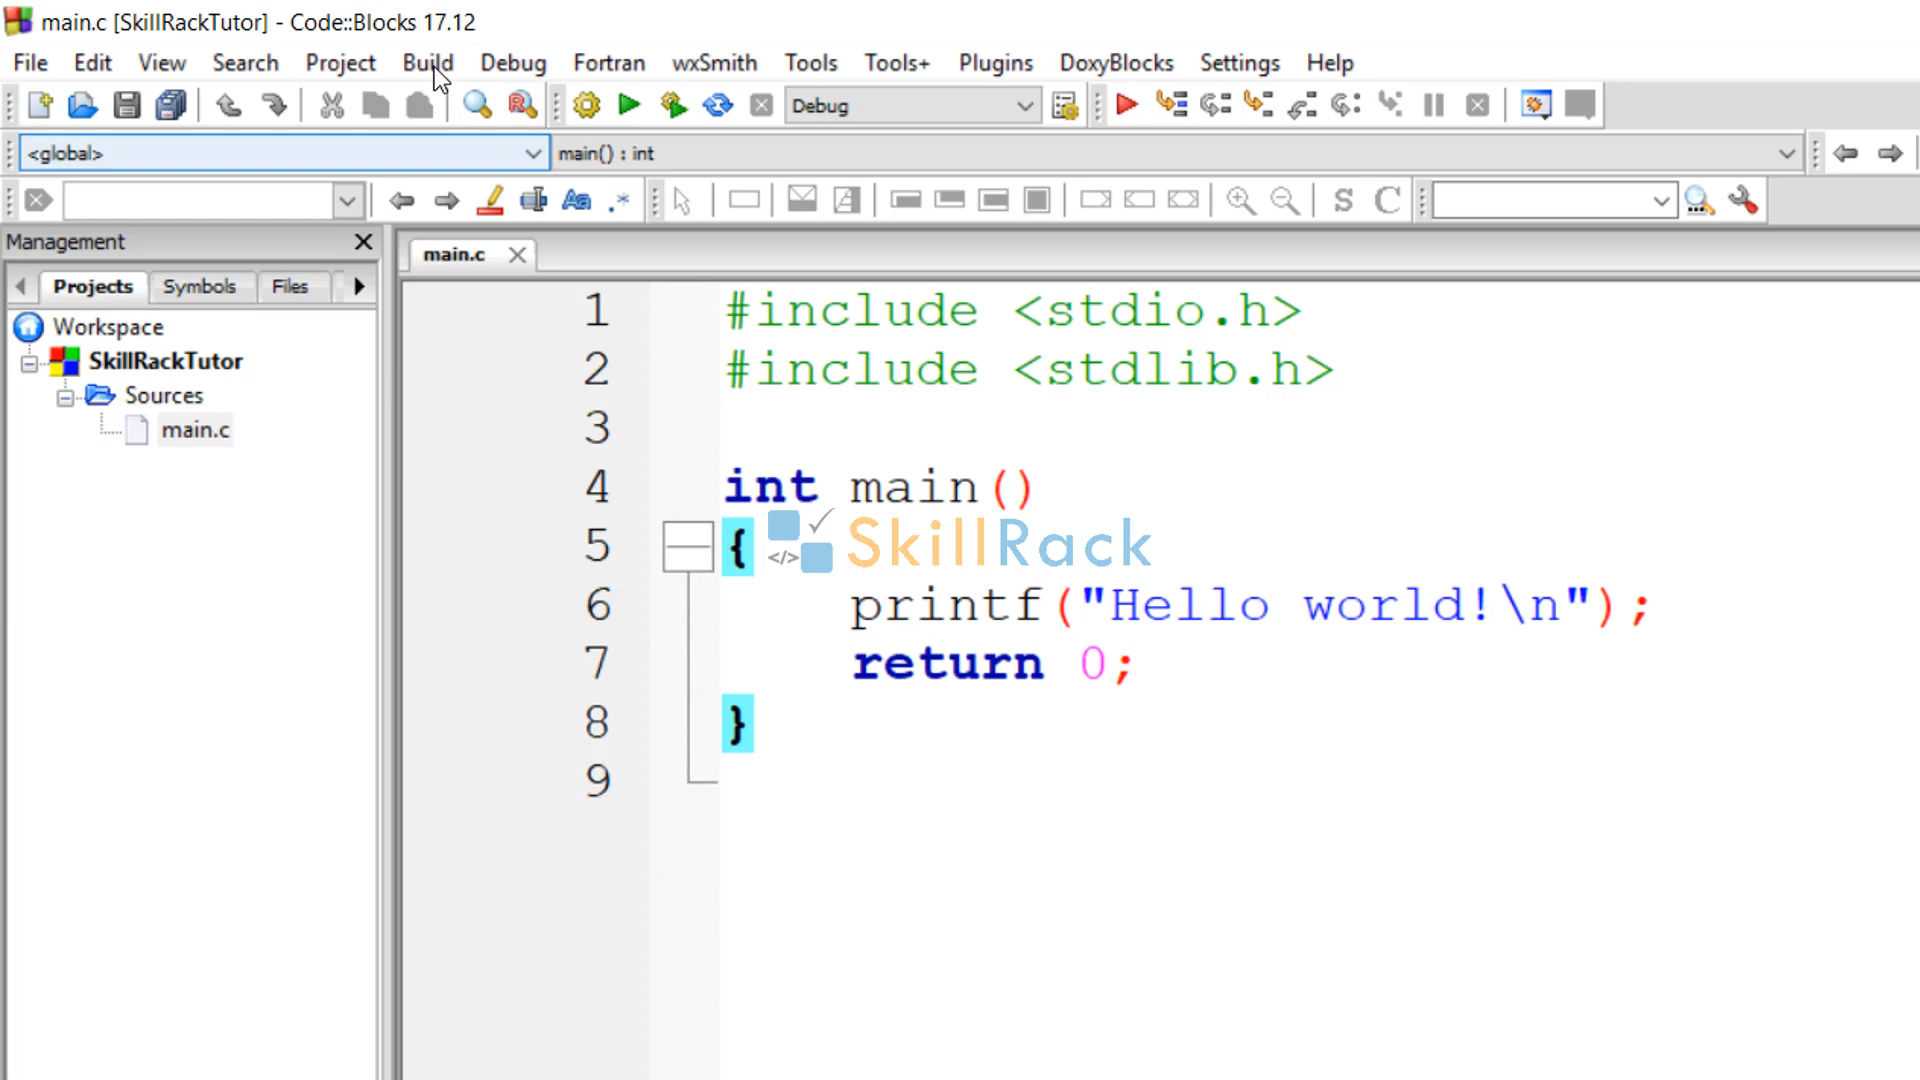 main.c [SkillRackTutor] - Code::Blocks 17.12
File Edit View Search Project Build Debug Fortran wxSmith Tools Tools+ Plugins DoxyBlocks Settings Help
Debug
<global> main() : int
S C
Management
main.c
Projects Symbols Files
Workspace
SkillRackTutor
Sources
main.c
1 #include <stdio.h>
2 #include <stdlib.h>
3
4 int main()
5 {
</> SkillRack
6 printf("Hello world!\n");
7 return 0;
8 }
9